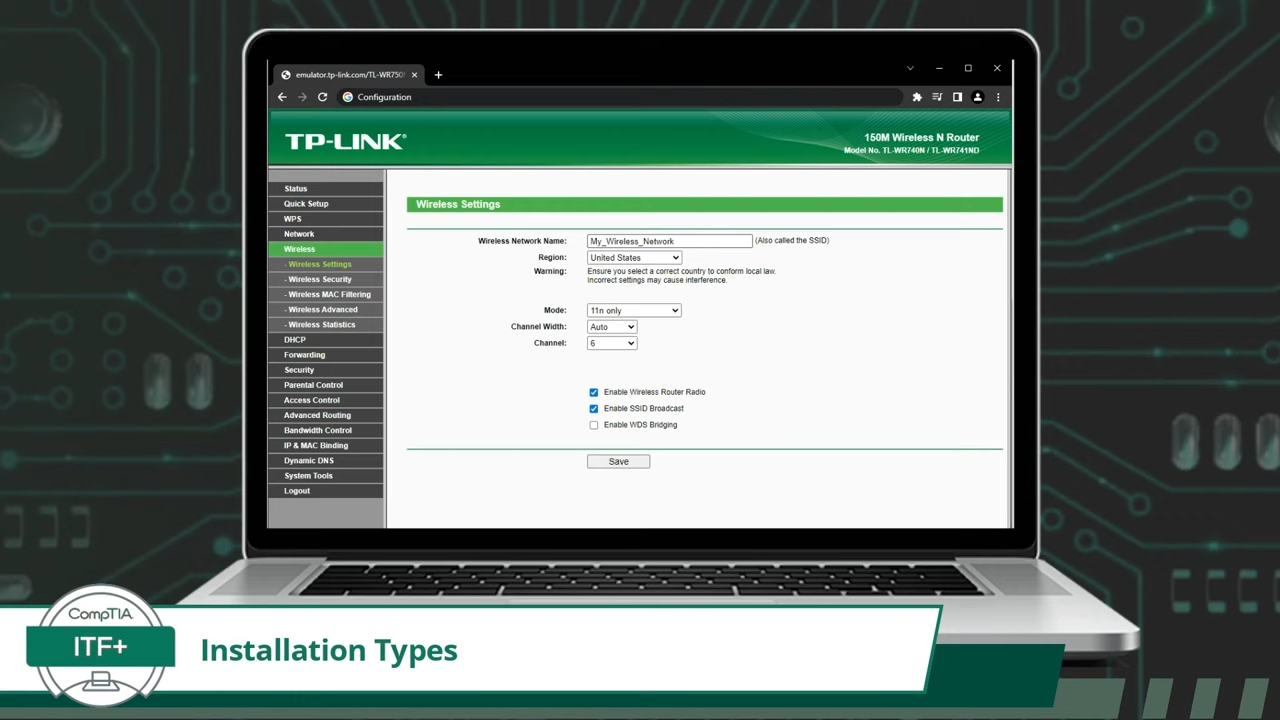 emulator.tp-link.com/TL-WR750
Configuration
TP-LINK®
150M Wireless N Router
Model No. TL-WR740N / TL-WR741ND
Status
Quick Setup
WPS
Network
Wireless
- Wireless Settings
- Wireless Security
- Wireless MAC Filtering
- Wireless Advanced
- Wireless Statistics
DHCP
Forwarding
Security
Parental Control
Access Control
Advanced Routing
Bandwidth Control
IP & MAC Binding
Dynamic DNS
System Tools
Logout
Wireless Settings
Wireless Network Name: My_Wireless_Network (Also called the SSID)
Region: United States
Warning: Ensure you select a correct country to conform local law.
Incorrect settings may cause interference.
Mode: 11n only
Channel Width: Auto
Channel: 6
Enable Wireless Router Radio
Enable SSID Broadcast
Enable WDS Bridging
Save
CompTIA
ITF+
Installation Types